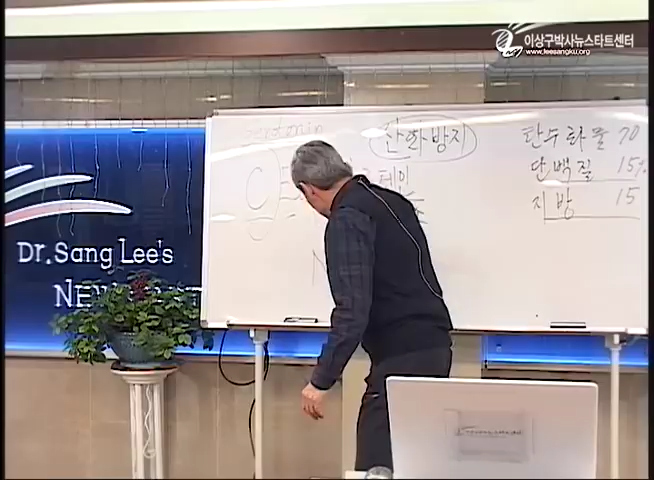 이상구박사뉴스타트센터
www.leesangku.org
serotonin
산화방지
탄수화물 70
단백질 15%
지방 15
C
Dr.Sang Lee's